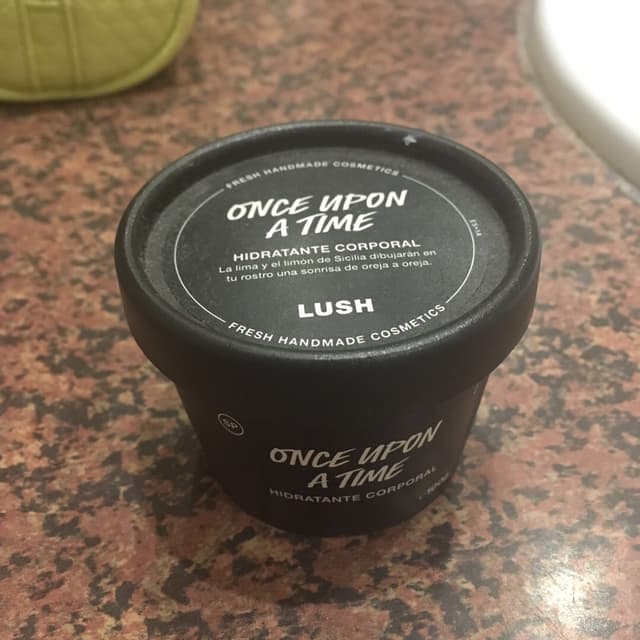 FRESH HANDMADE COSMETICS
ONCE UPON
A TIME
HIDRATANTE CORPORAL
La lima y el limón de Sicilia dibujarán en
tu rostro una sonrisa de oreja a oreja.
LUSH
FRESH HANDMADE COSMETICS
SP
ONCE UPON
A TIME
HIDRATANTE CORPORAL